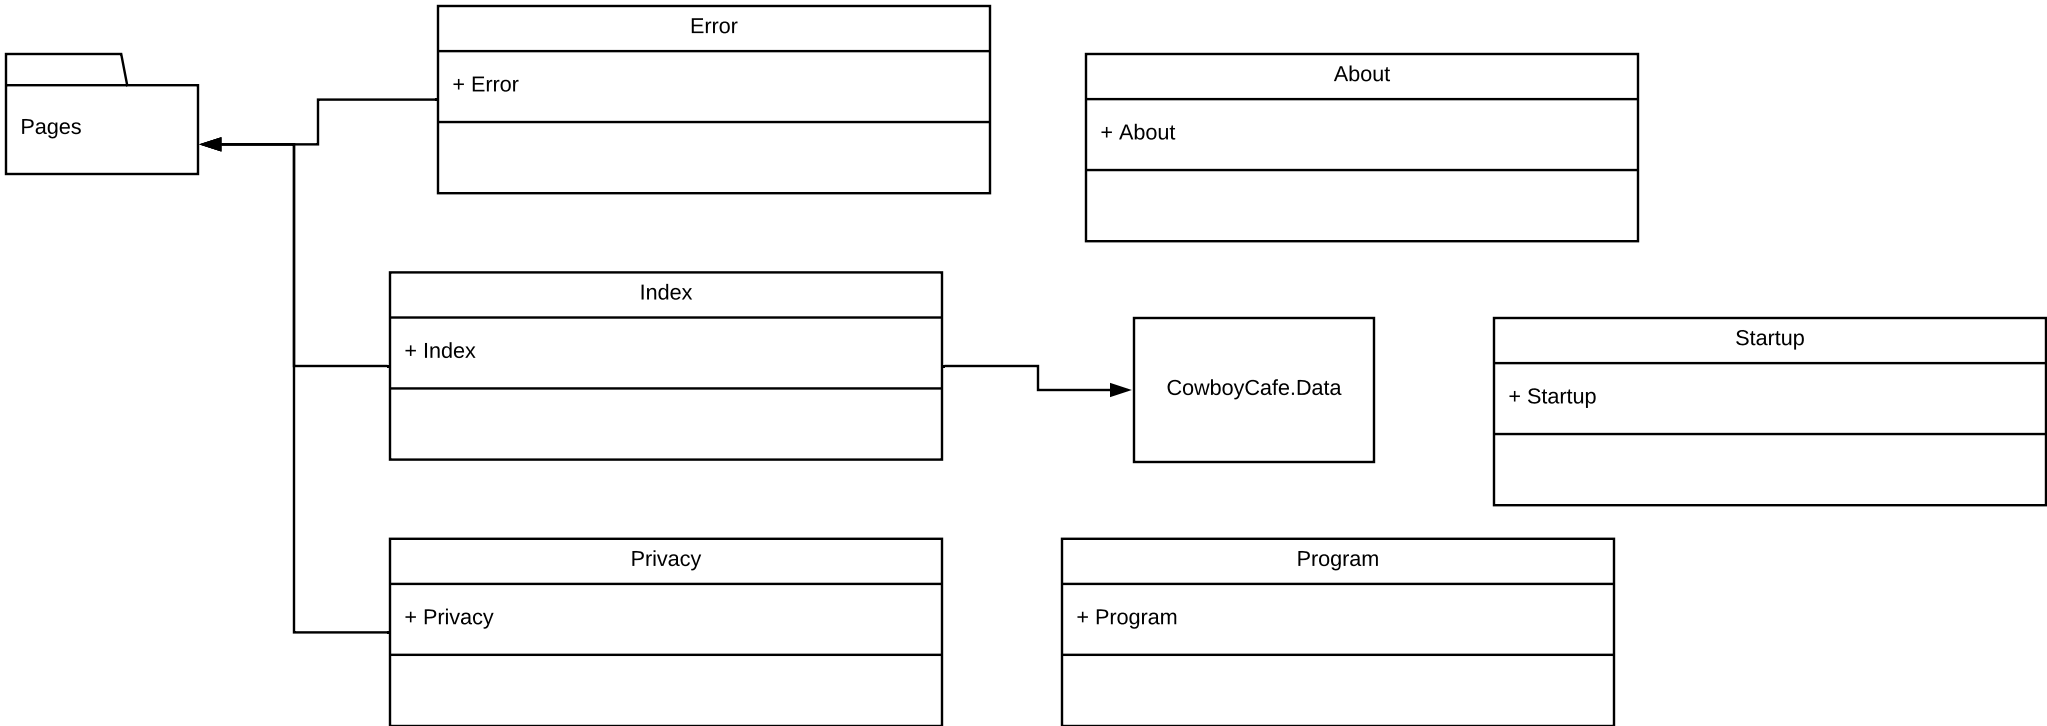 Error
+ Error
Pages
About
+ About
Index
+ Index
CowboyCafe.Data
Startup
+ Startup
Privacy
+ Privacy
Program
+ Program